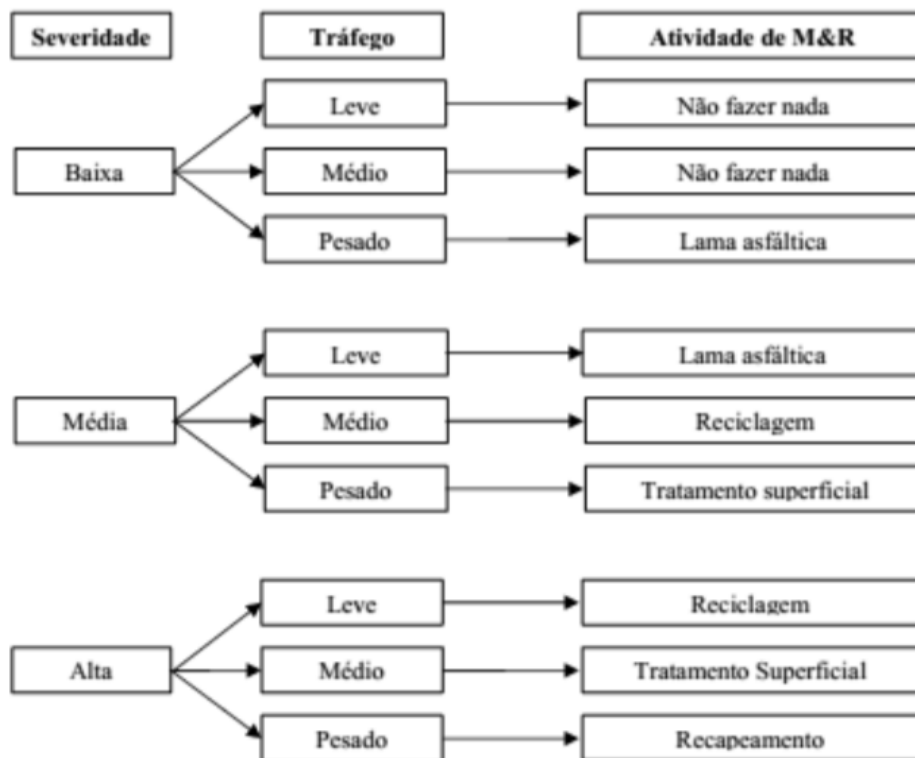 Severidade Tráfego Atividade de M&R
Leve Não fazer nada
Baixa Médio Não fazer nada
Pesado Lama asfáltica
Leve Lama asfáltica
Média Médio Reciclagem
Pesado Tratamento superficial
Leve Reciclagem
Alta Médio Tratamento Superficial
Pesado Recapeamento